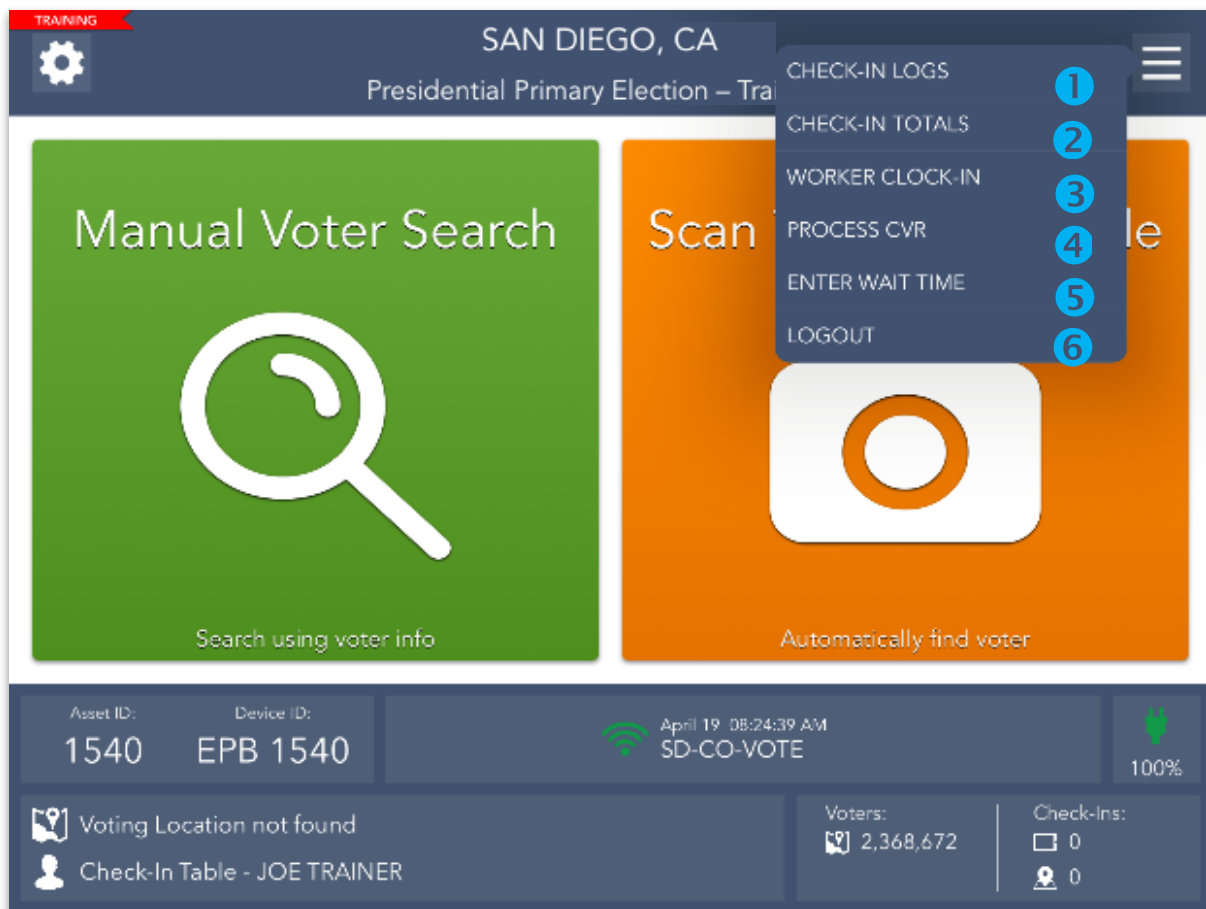 TRAINING
SAN DIEGO, CA
Presidential Primary Election – Trai
CHECK-IN LOGS 1
CHECK-IN TOTALS 2
WORKER CLOCK-IN 3
PROCESS CVR 4
ENTER WAIT TIME 5
LOGOUT 6
Manual Voter Search
Scan
le
Search using voter info
Automatically find voter
Asset ID:
1540
Device ID:
EPB 1540
April 19 08:24:39 AM
SD-CO-VOTE
100%
Voting Location not found
Check-In Table - JOE TRAINER
Voters:
2,368,672
Check-Ins:
0
0